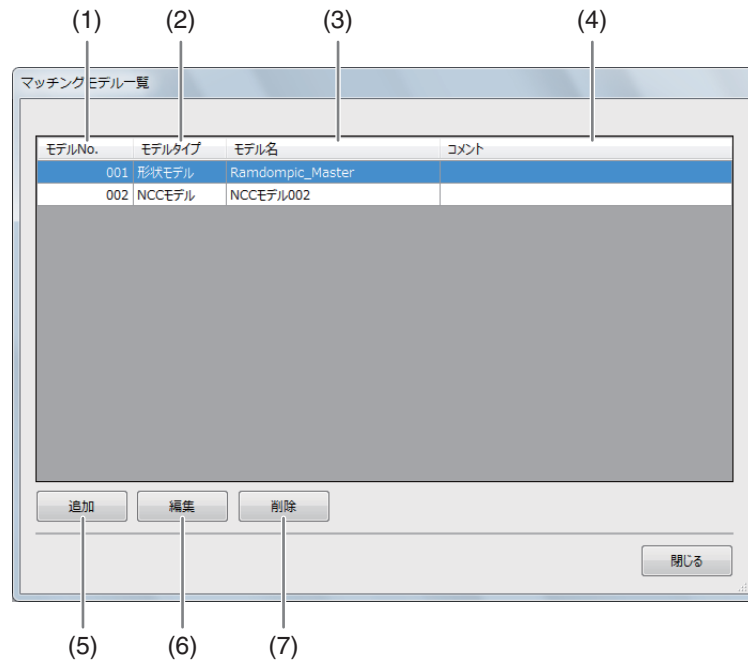 (1) (2) (3) (4)
マッチングモデル一覧
モデルNo. モデルタイプ モデル名 コメント
001 形状モデル Ramdompic_Master
002 NCCモデル NCCモデル002
追加 編集 削除
閉じる
(5) (6) (7)